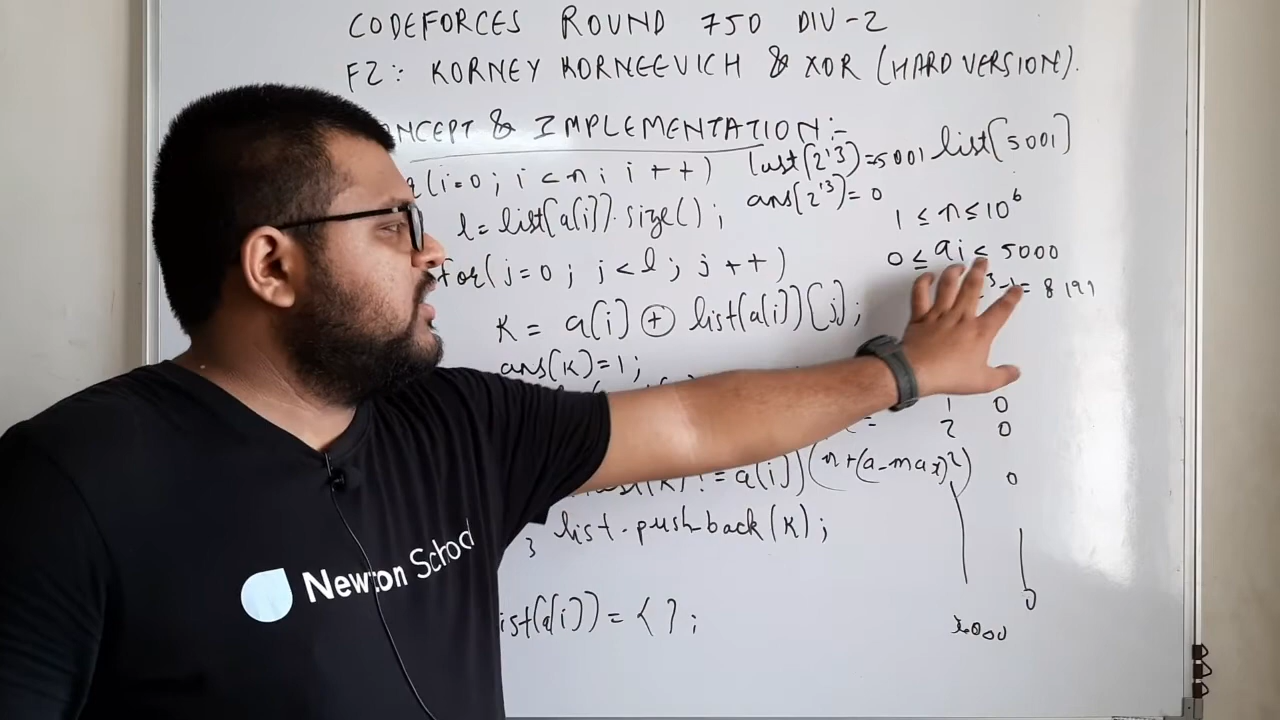 CODEFORCES ROUND 750 DIV-2
F2: KORNEY KORNEEVICH & XOR (HARD VERSION).
NCEPT & IMPLEMENTATION:-
(i=0; i<n; i++)
last(2^13)=5001 list[5001]
ans[2^13)=0
l=list(a[i]).size();
1≤n≤10^6
for(j=0; j<l; j++)
0≤ai≤5000
=8191
K= a(i) ⊕ list(a(i))[j];
ans(K)=1;
1 0
2 0
!=a(i)) (n+(a-max)^2)
0
} list.pushback(K);
ist(a[i])={};
5000
Newton School